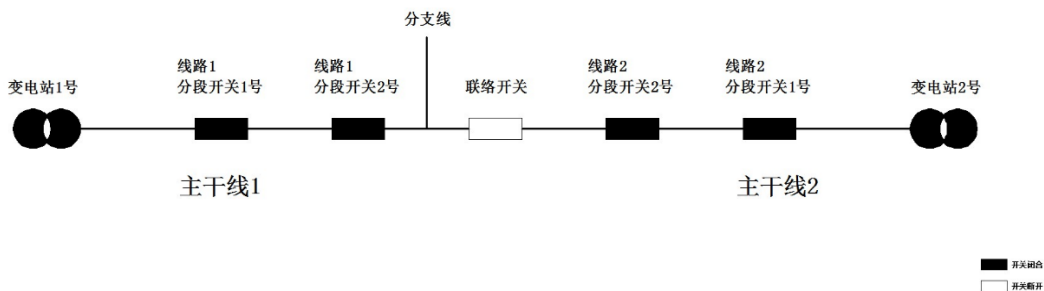 分支线
变电站1号
线路1
分段开关1号
线路1
分段开关2号
联络开关
线路2
分段开关2号
线路2
分段开关1号
变电站2号
主干线1
主干线2
开关闭合
开关断开